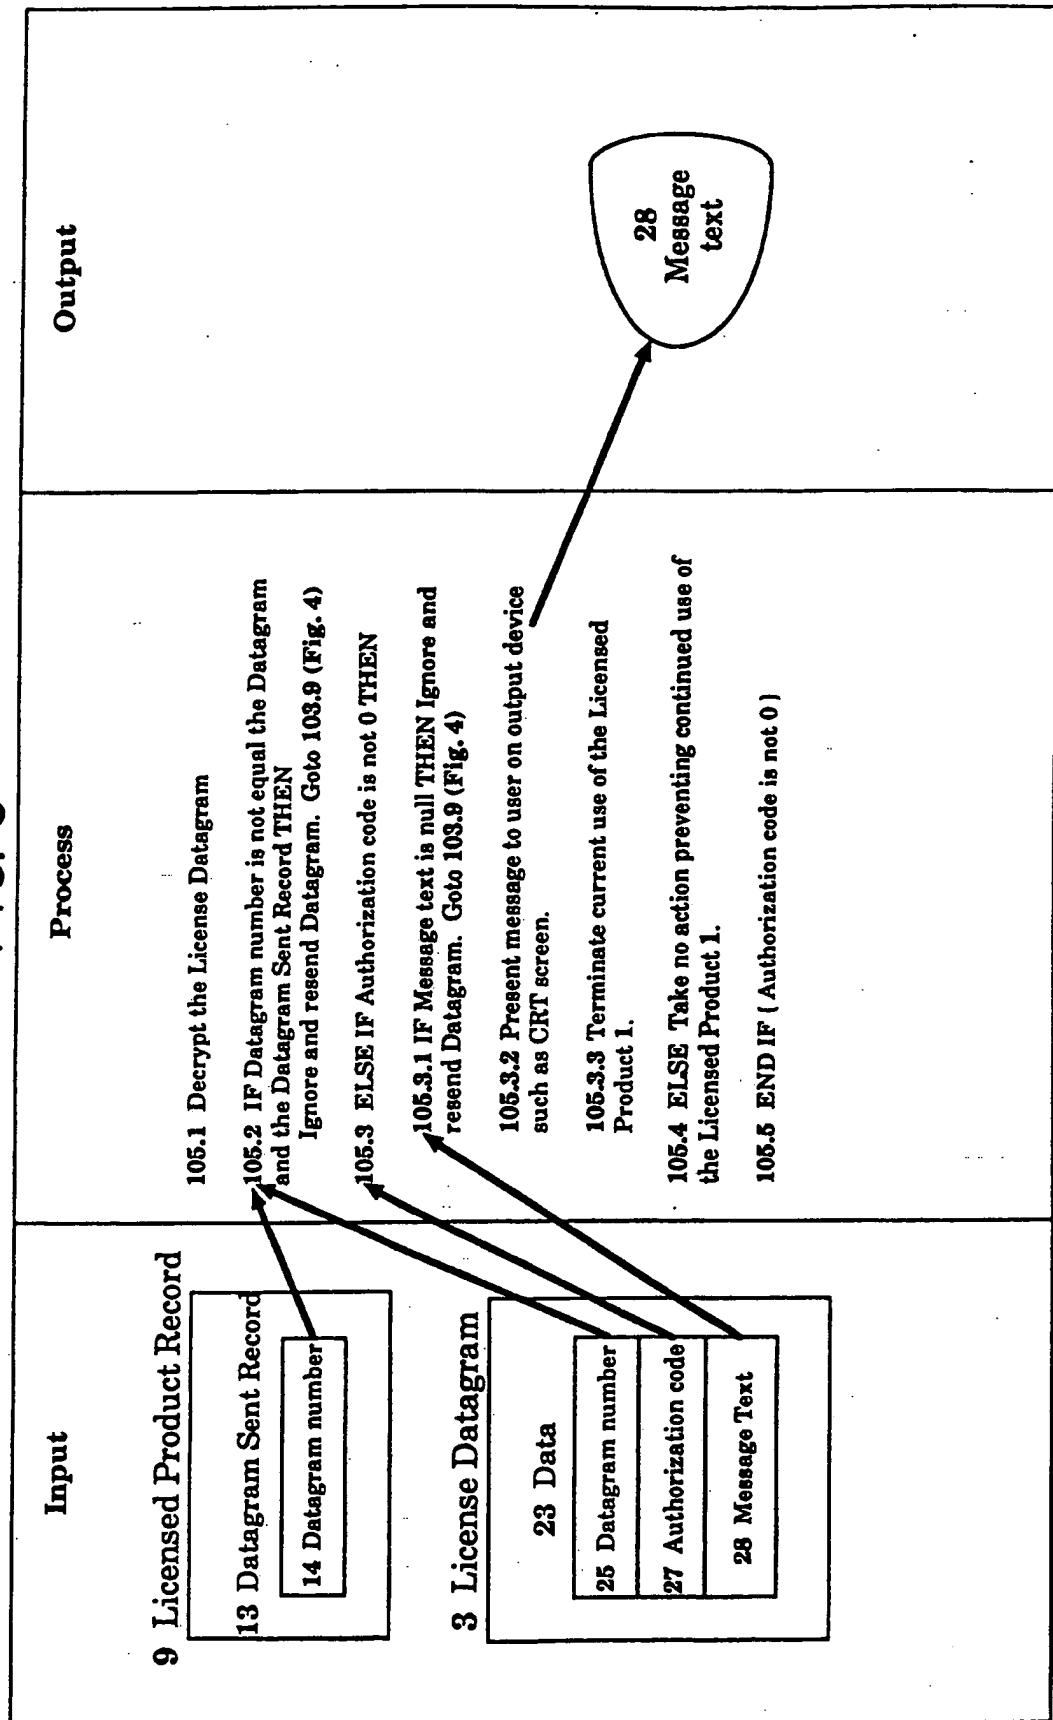 Input
Process
Output
9 Licensed Product Record
13 Datagram Sent Record
14 Datagram number
3 License Datagram
23 Data
25 Datagram number
27 Authorization code
28 Message Text
105.1 Decrypt the License Datagram
105.2 IF Datagram number is not equal the Datagram
and the Datagram Sent Record THEN
Ignore and resend Datagram. Goto 103.9 (Fig. 4)
105.3 ELSE IF Authorization code is not 0 THEN
105.3.1 IF Message text is null THEN Ignore and
resend Datagram. Goto 103.9 (Fig. 4)
105.3.2 Present message to user on output device
such as CRT screen.
105.3.3 Terminate current use of the Licensed
Product 1.
105.4 ELSE Take no action preventing continued use of
the Licensed Product 1.
105.5 END IF ( Authorization code is not 0 )
28
Message
text